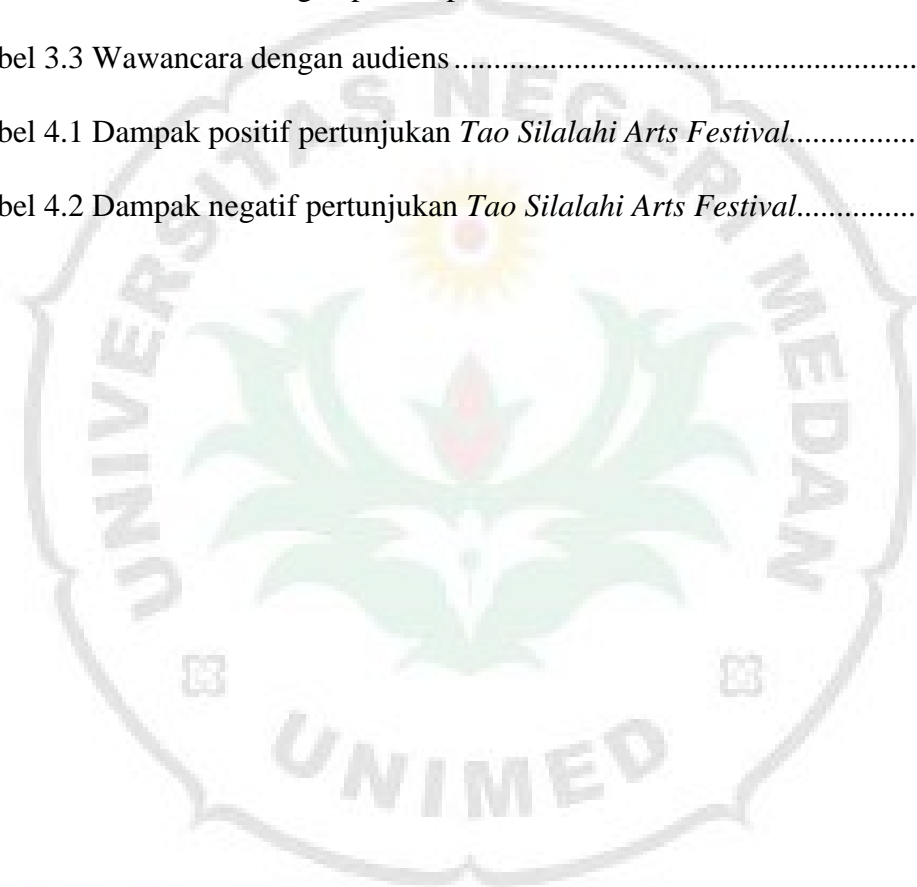 bel 3.3 Wawancara dengan audiens.......................................................
bel 4.1 Dampak positif pertunjukan Tao Silalahi Arts Festival................
bel 4.2 Dampak negatif pertunjukan Tao Silalahi Arts Festival...............
UNIVERSITAS NEGERI MEDAN
UNIMED